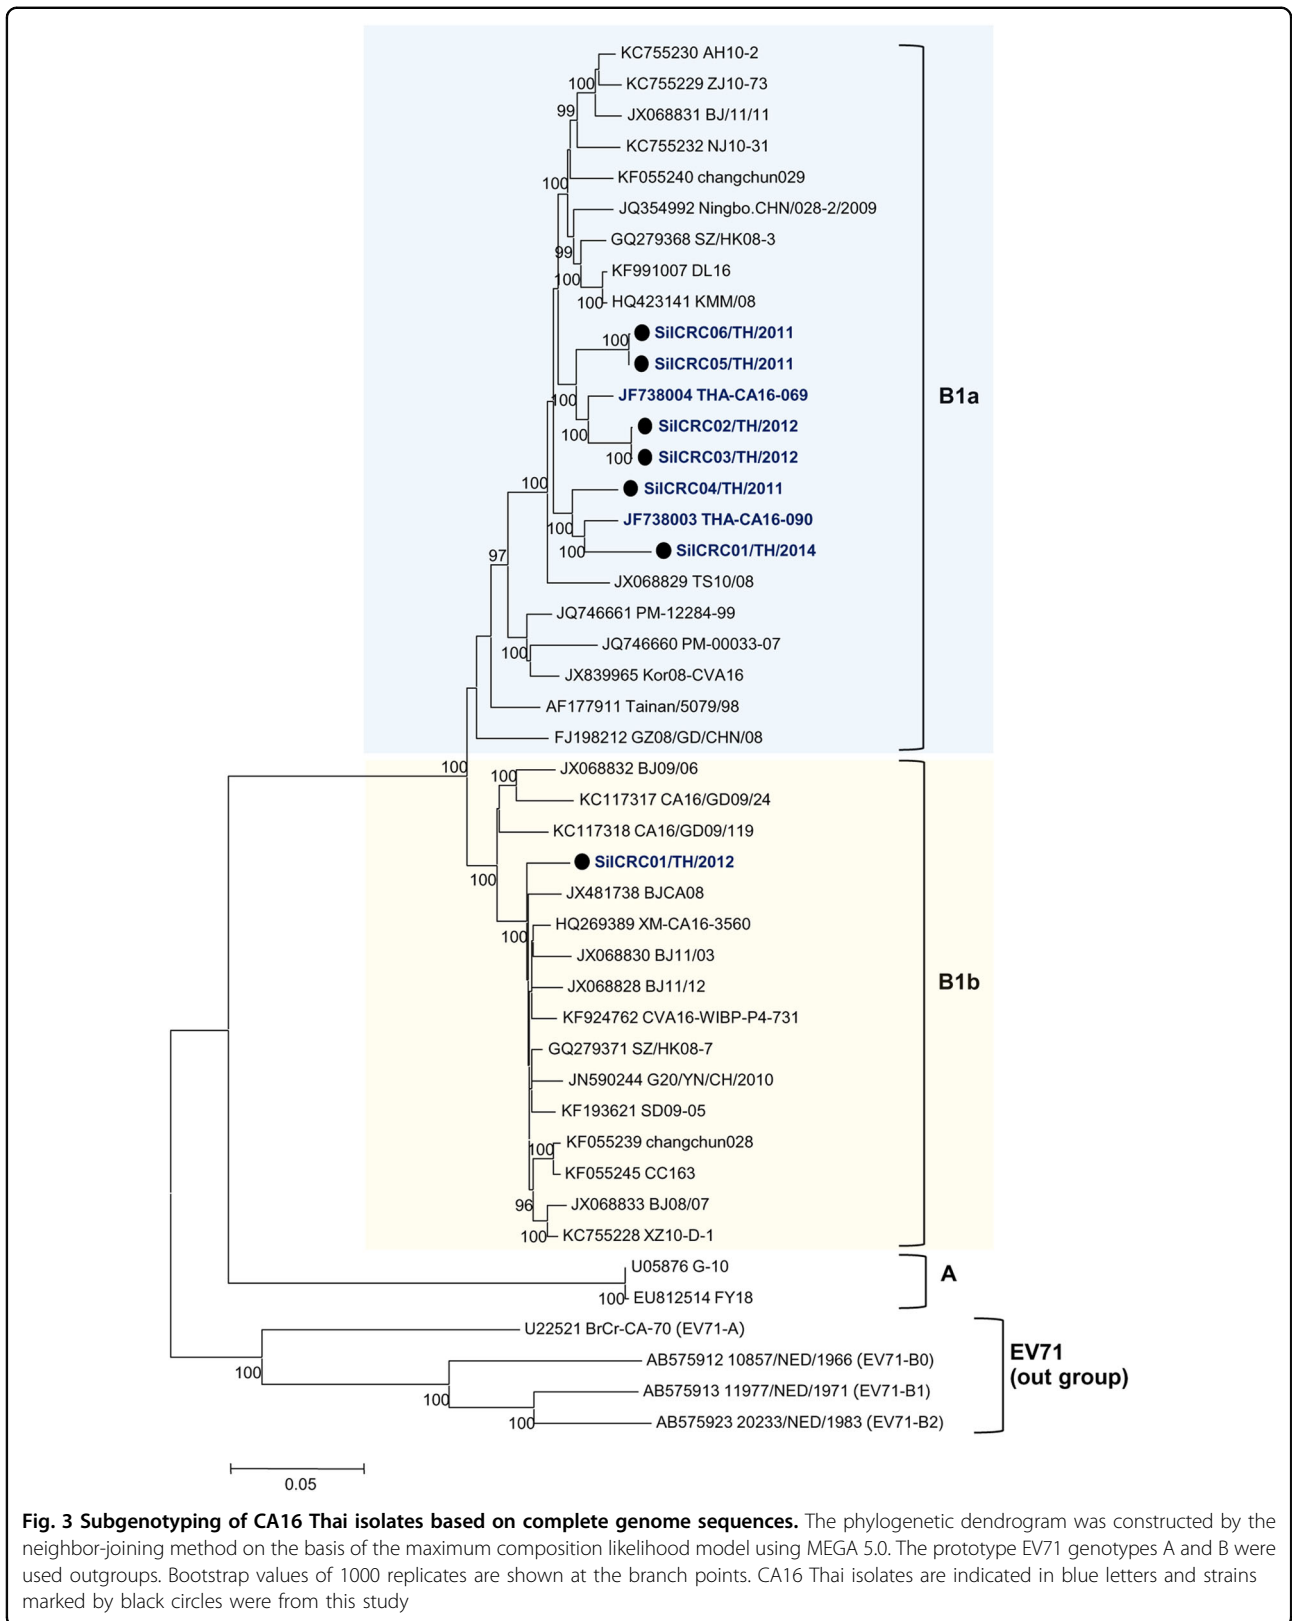 KC755230 AH10-2
100
KC755229 ZJ10-73
99
JX068831 BJ/11/11
KC755232 NJ10-31
100
KF055240 changchun029
JQ354992 Ningbo.CHN/028-2/2009
GQ279368 SZ/HK08-3
99
KF991007 DL16
100
100
HQ423141 KMM/08
SiICRC06/TH/2011
100
SiICRC05/TH/2011
JF738004 THA-CA16-069
100
B1a
SiICRC02/TH/2012
100
SiICRC03/TH/2012
100
SiICRC04/TH/2011
100
JF738003 THA-CA16-090
100
SiICRC01/TH/2014
100
97
JX068829 TS10/08
JQ746661 PM-12284-99
JQ746660 PM-00033-07
100
JX839965 Kor08-CVA16
AF177911 Tainan/5079/98
FJ198212 GZ08/GD/CHN/08
100
JX068832 BJ09/06
100
KC117317 CA16/GD09/24
KC117318 CA16/GD09/119
SiICRC01/TH/2012
100
JX481738 BJCA08
HQ269389 XM-CA16-3560
100
JX068830 BJ11/03
B1b
JX068828 BJ11/12
KF924762 CVA16-WIBP-P4-731
GQ279371 SZ/HK08-7
JN590244 G20/YN/CH/2010
KF193621 SD09-05
KF055239 changchun028
100
KF055245 CC163
JX068833 BJ08/07
96
KC755228 XZ10-D-1
100
U05876 G-10
A
EU812514 FY18
100
U22521 BrCr-CA-70 (EV71-A)
100
AB575912 10857/NED/1966 (EV71-B0)
EV71
(out group)
AB575913 11977/NED/1971 (EV71-B1)
100
AB575923 20233/NED/1983 (EV71-B2)
100
0.05
Fig. 3 Subgenotyping of CA16 Thai isolates based on complete genome sequences. The phylogenetic dendrogram was constructed by the
neighbor-joining method on the basis of the maximum composition likelihood model using MEGA 5.0. The prototype EV71 genotypes A and B were
used outgroups. Bootstrap values of 1000 replicates are shown at the branch points. CA16 Thai isolates are indicated in blue letters and strains
marked by black circles were from this study